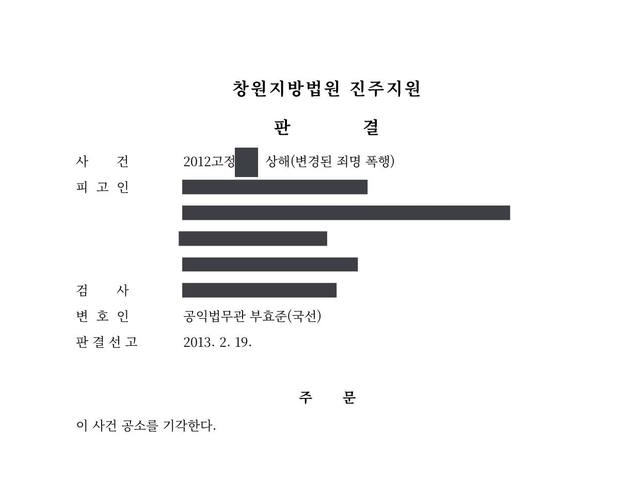 창원지방법원 진주지원
판 결
사 건 2012고정 상해(변경된 죄명 폭행)
피 고 인
검 사
변 호 인 공익법무관 부효준(국선)
판 결 선 고 2013. 2. 19.
주 문
이 사건 공소를 기각한다.